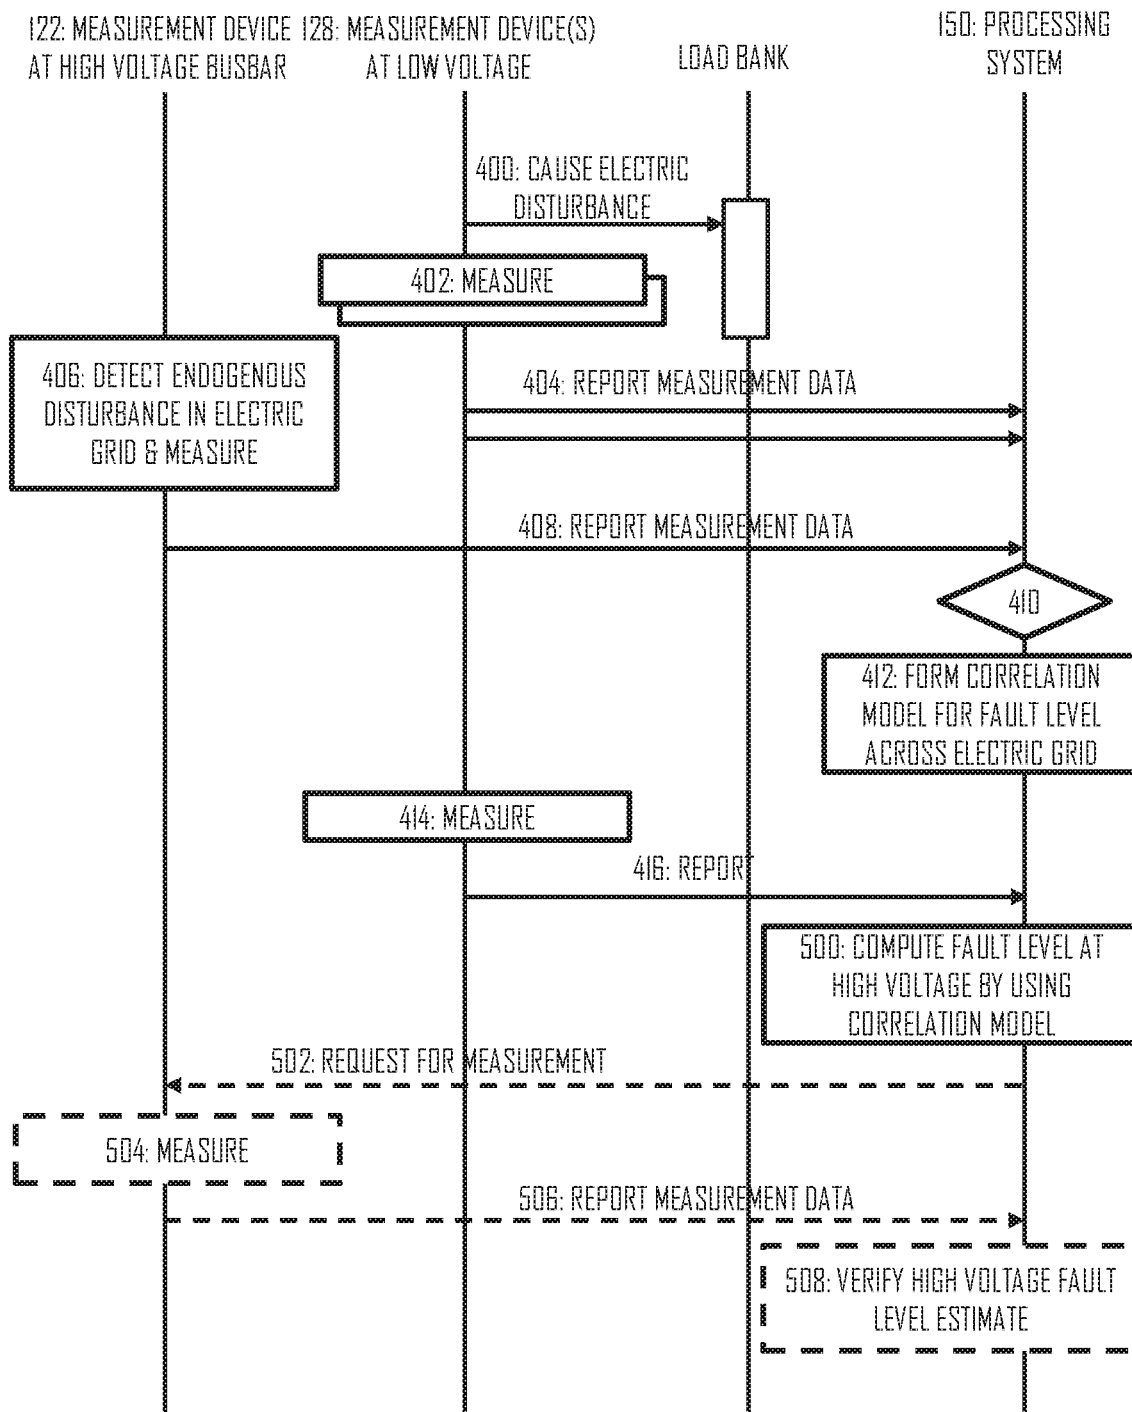 122: MEASUREMENT DEVICE
AT HIGH VOLTAGE BUSBAR
128: MEASUREMENT DEVICE(S)
AT LOW VOLTAGE
LOAD BANK
150: PROCESSING
SYSTEM
400: CAUSE ELECTRIC
DISTURBANCE
402: MEASURE
406: DETECT ENDOGENOUS
DISTURBANCE IN ELECTRIC
GRID & MEASURE
404: REPORT MEASUREMENT DATA
408: REPORT MEASUREMENT DATA
410
412: FORM CORRELATION
MODEL FOR FAULT LEVEL
ACROSS ELECTRIC GRID
414: MEASURE
416: REPORT
500: COMPUTE FAULT LEVEL AT
HIGH VOLTAGE BY USING
CORRELATION MODEL
502: REQUEST FOR MEASUREMENT
504: MEASURE
506: REPORT MEASUREMENT DATA
508: VERIFY HIGH VOLTAGE FAULT
LEVEL ESTIMATE